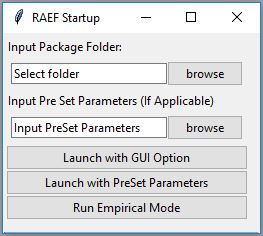 RAEF Startup
Input Package Folder:
Select folder browse
Input Pre Set Parameters (If Applicable)
Input PreSet Parameters browse
Launch with GUI Option
Launch with PreSet Parameters
Run Empirical Mode